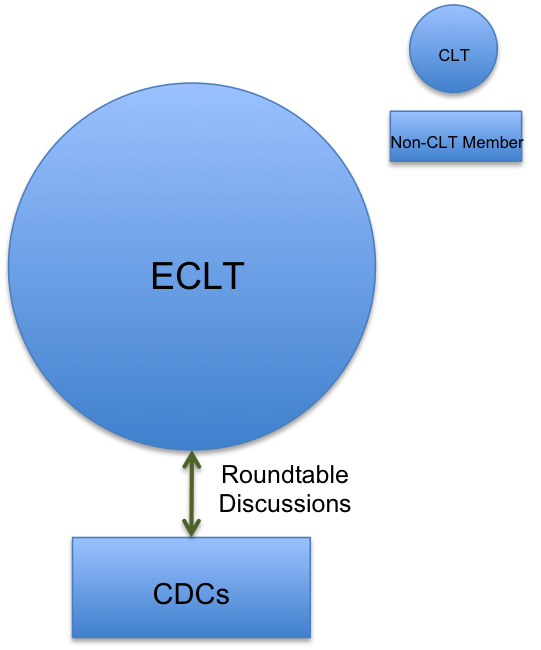 CLT
Non-CLT Member
ECLT
Roundtable
Discussions
CDCs